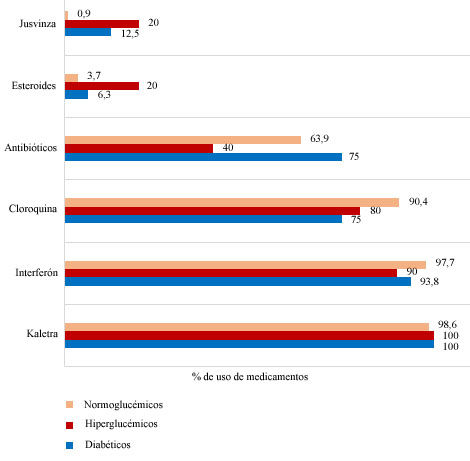 0,9
Jusvinza
20
12,5
3,7
Esteroides
20
6,3
63,9
Antibióticos
40
75
90,4
Cloroquina
80
75
97,7
Interferón
90
93,8
98,6
Kaletra
100
100
% de uso de medicamentos
Normoglucémicos
Hiperglucémicos
Diabéticos